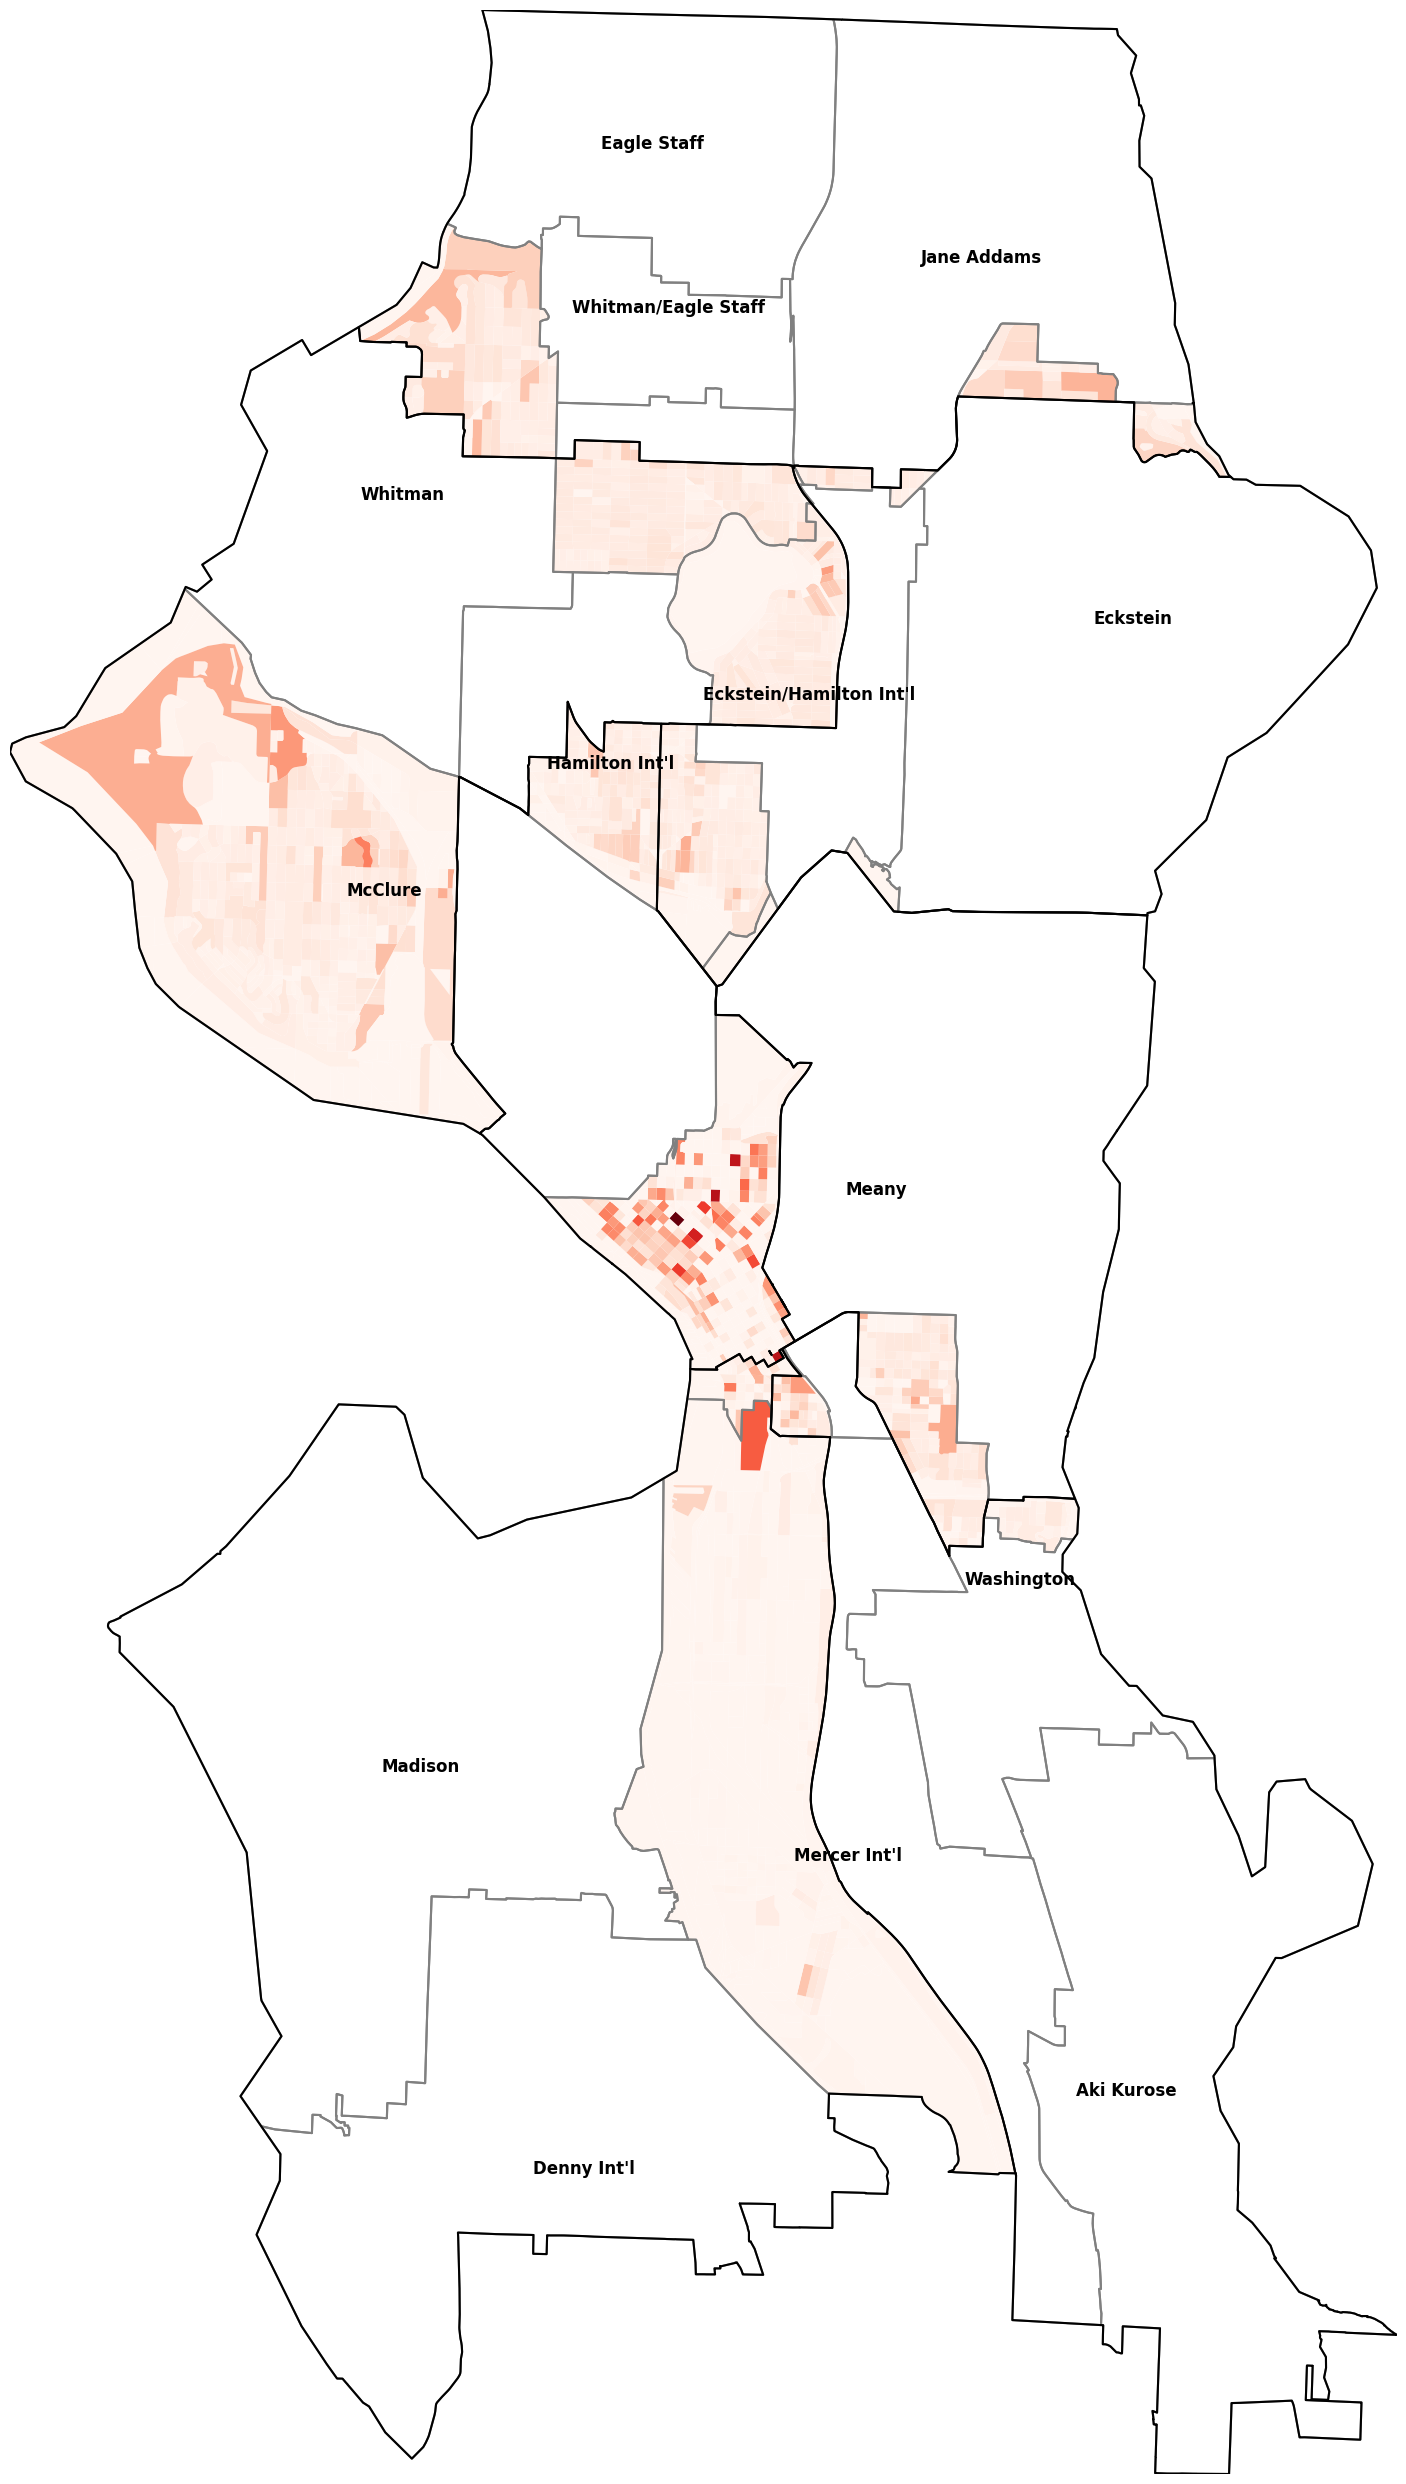 Eagle Staff
Jane Addams
Whitman/Eagle Staff
Whitman
Eckstein
Eckstein/Hamilton Int'l
Hamilton Int'l
McClure
Meany
Washington
Madison
Mercer Int'l
Aki Kurose
Denny Int'l